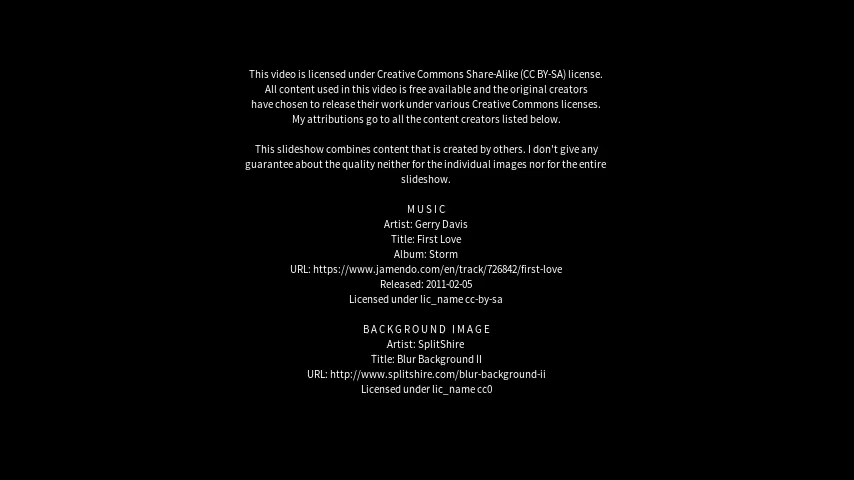 This video is licensed under Creative Commons Share-Alike (CC BY-SA) license.
All content used in this video is free available and the original creators
have chosen to release their work under various Creative Commons licenses.
My attributions go to all the content creators listed below.
This slideshow combines content that is created by others. I don't give any
guarantee about the quality neither for the individual images nor for the entire
slideshow.
MUSIC
Artist: Gerry Davis
Title: First Love
Album: Storm
URL: https://www.jamendo.com/en/track/726842/first-love
Released: 2011-02-05
Licensed under lic_name cc-by-sa
BACKGROUND IMAGE
Artist: SplitShire
Title: Blur Background II
URL: http://www.splitshire.com/blur-background-ii
Licensed under lic_name cc0